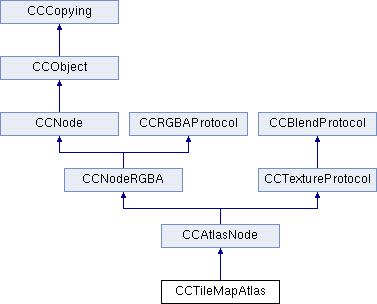 CCCopying
CCObject
CCNode
CCRGBAProtocol
CCBlendProtocol
CCNodeRGBA
CCTextureProtocol
CCAtlasNode
CCTileMapAtlas